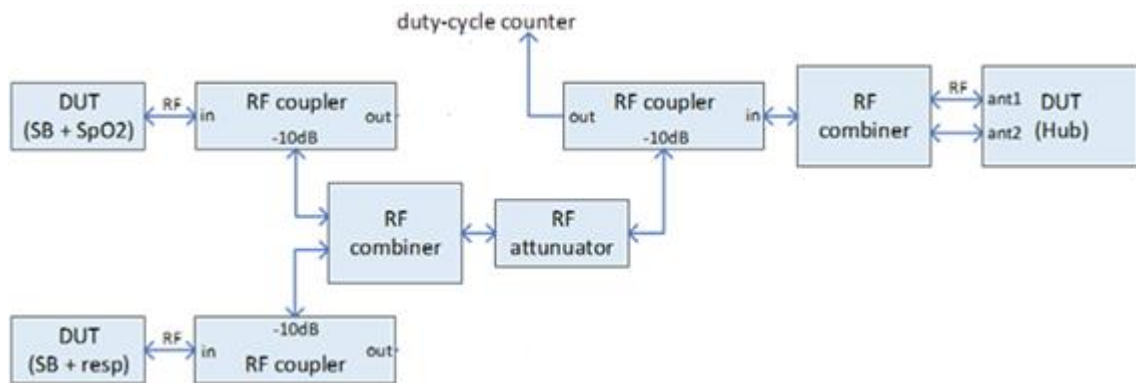 duty-cycle counter
DUT
(SB + SpO2)
RF
in
RF coupler
-10dB
out
out
RF coupler
-10dB
in
RF
combiner
RF
ant1
ant2
DUT
(Hub)
RF
combiner
RF
attunuator
DUT
(SB + resp)
RF
in
-10dB
RF coupler
out